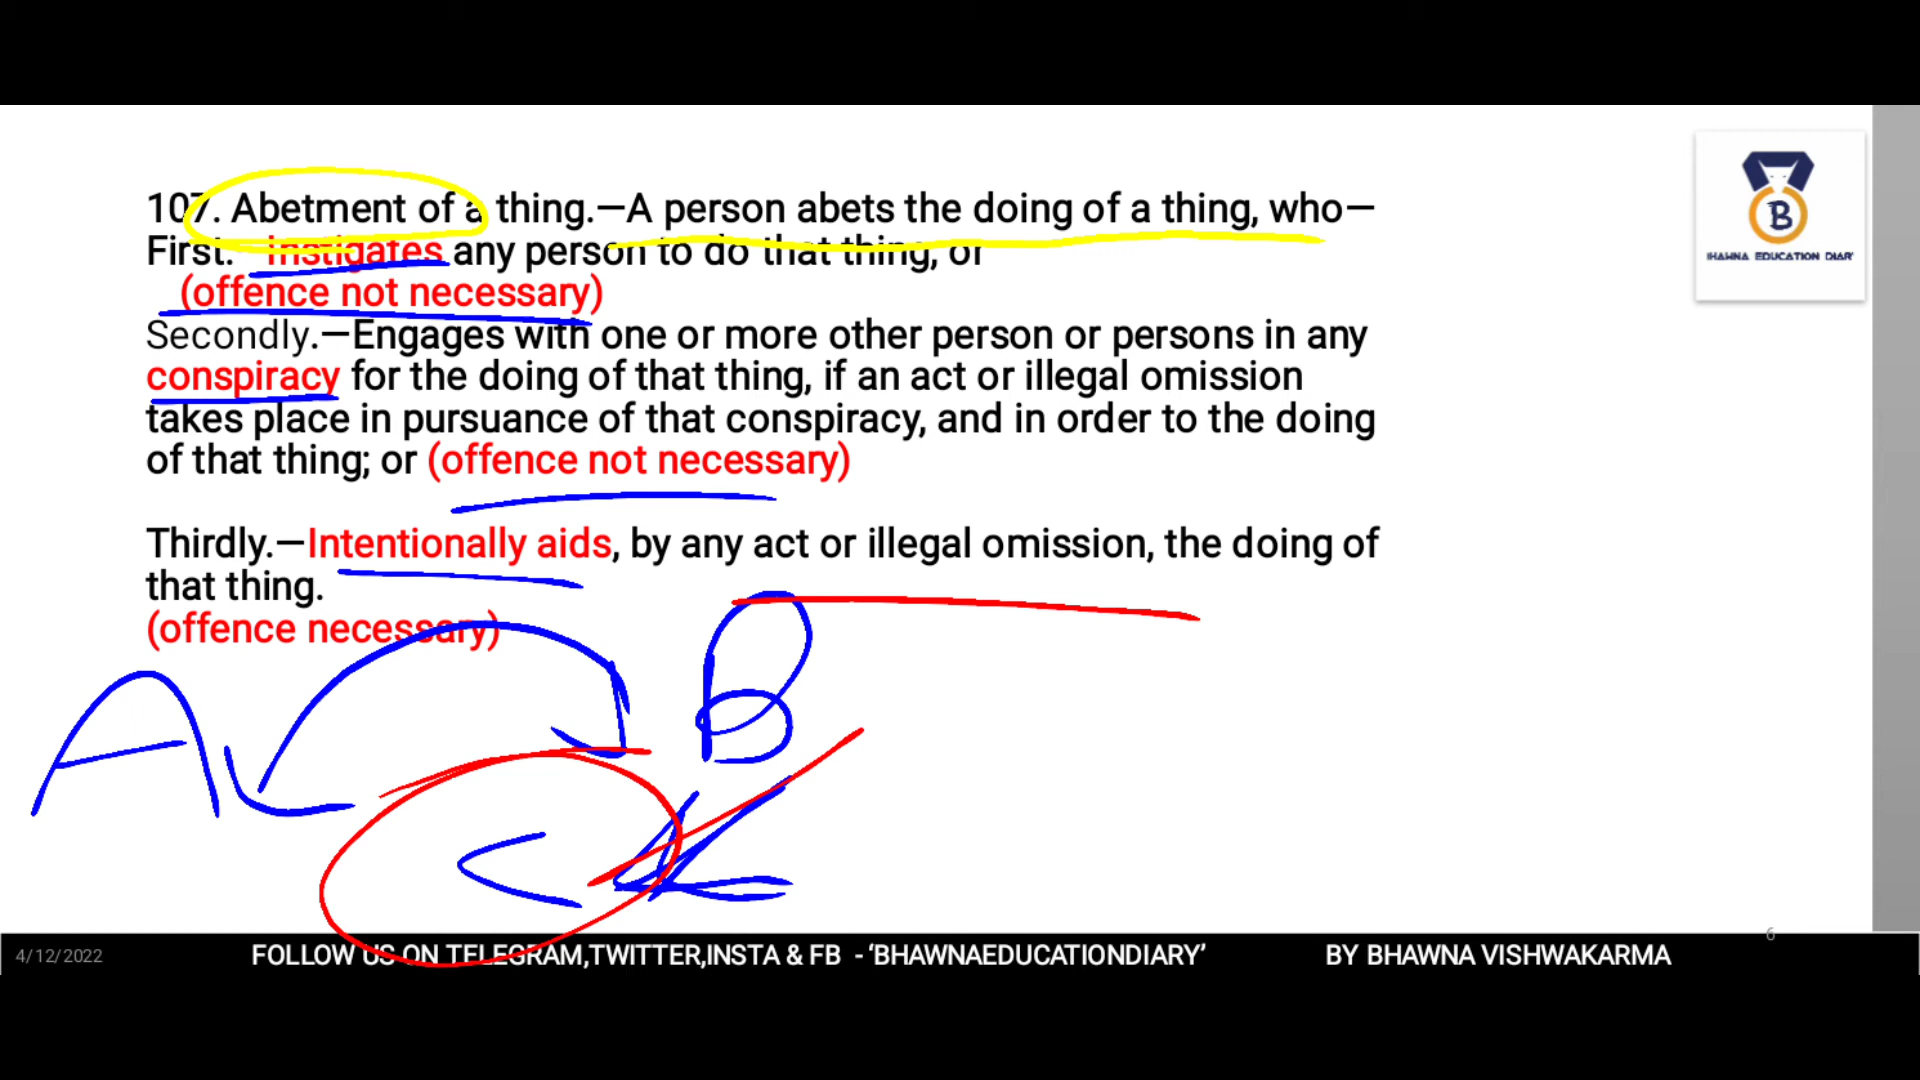 107. Abetment of a thing.—A person abets the doing of a thing, who—
First. Instigates any person to do that thing, or
(offence not necessary)
Secondly.—Engages with one or more other person or persons in any
conspiracy for the doing of that thing, if an act or illegal omission
takes place in pursuance of that conspiracy, and in order to the doing
of that thing; or (offence not necessary)
Thirdly.—Intentionally aids, by any act or illegal omission, the doing of
that thing.
(offence necessary)
A B
C
B
BHAWNA EDUCATION DIARY
6
4/12/2022 FOLLOW US ON TELEGRAM,TWITTER,INSTA & FB - ‘BHAWNAEDUCATIONDIARY’ BY BHAWNA VISHWAKARMA